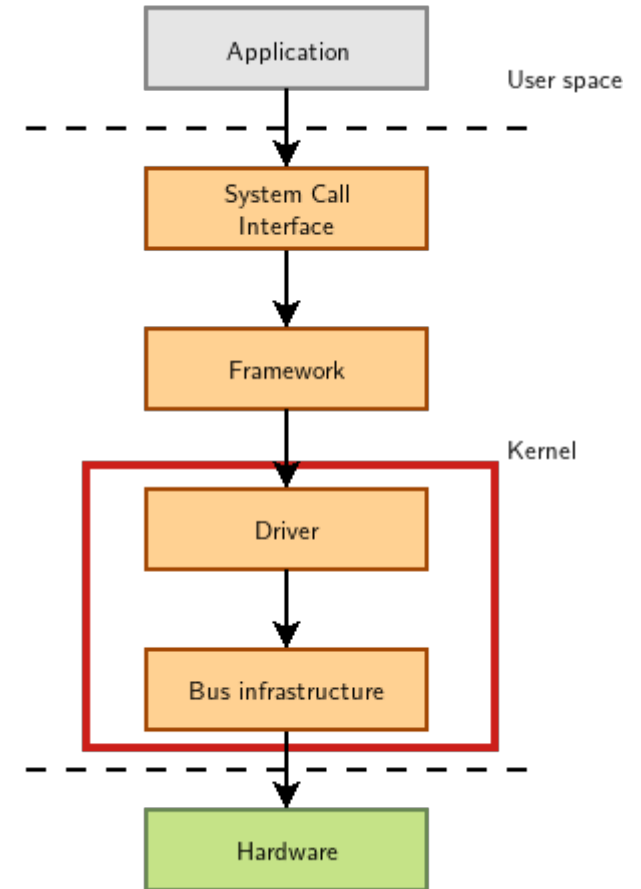 Application
User space
System Call
Interface
Framework
Kernel
Driver
Bus infrastructure
Hardware